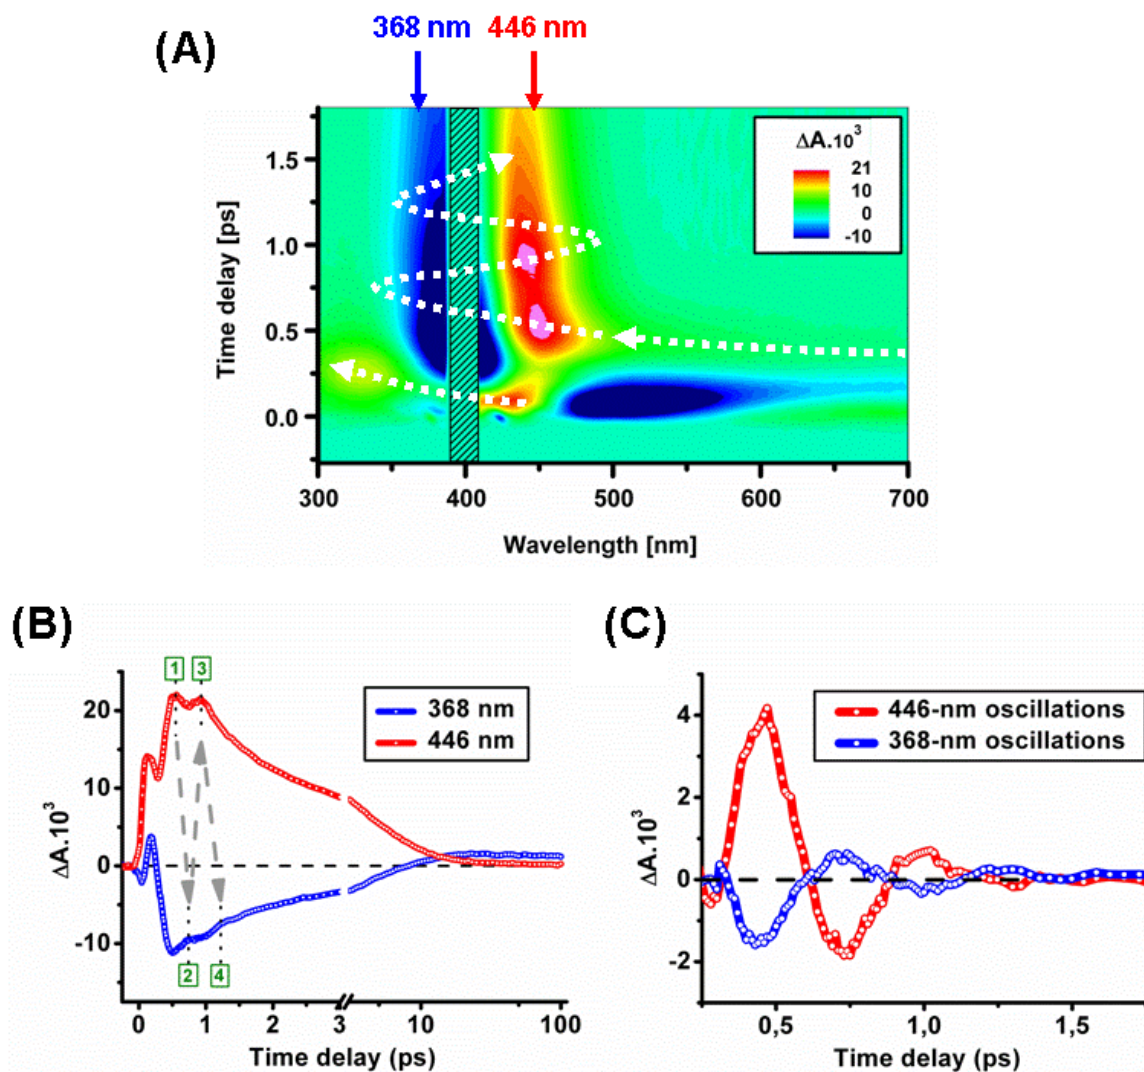 368 nm 446 nm
(A)
ΔA.10³
21
10
0
-10
1.5
1.0
0.5
0.0
Time delay [ps]
300 400 500 600 700
Wavelength [nm]
(B)
1 3
368 nm
446 nm
20
10
0
-10
ΔA.10³
2 4
0 1 2 3 10 100
Time delay (ps)
(C)
446-nm oscillations
368-nm oscillations
4
2
0
-2
ΔA.10³
0,5 1,0 1,5
Time delay (ps)